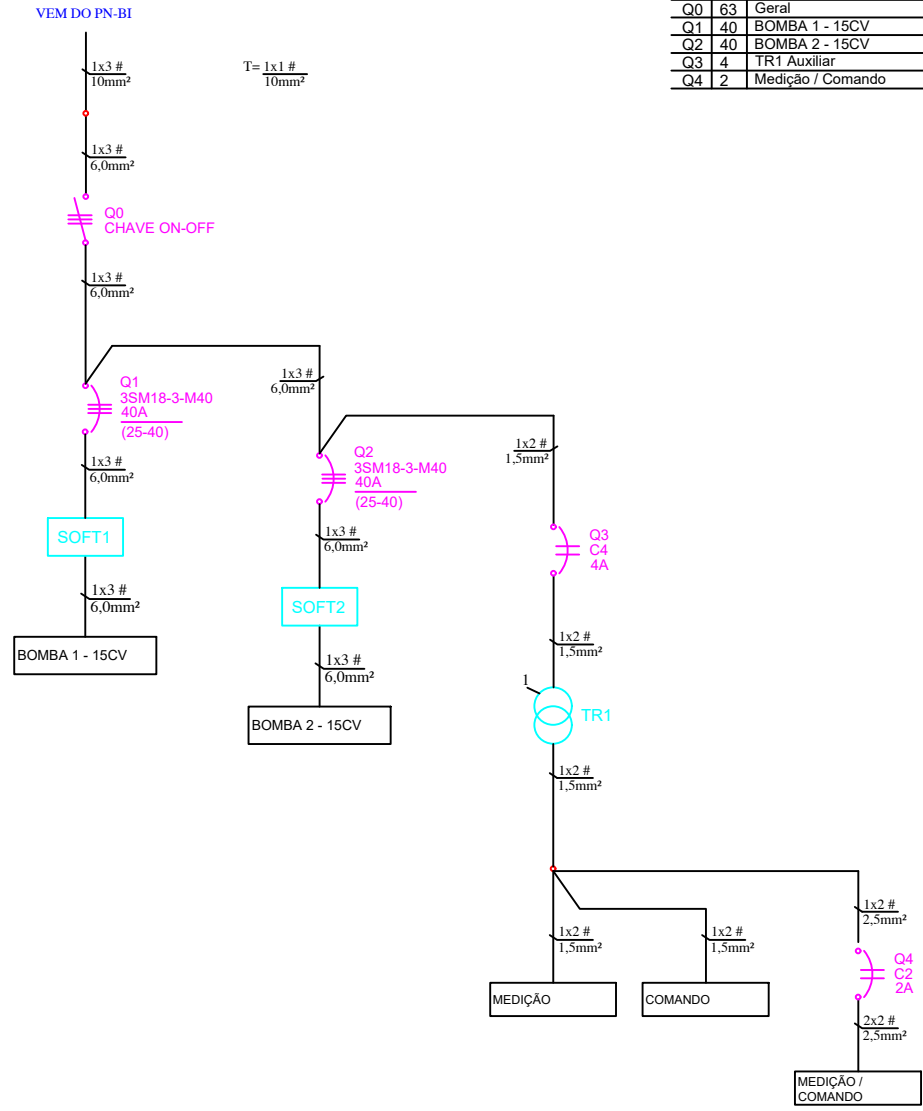 VEM DO PN-BI
Q0 63 Geral
Q1 40 BOMBA 1 - 15CV
Q2 40 BOMBA 2 - 15CV
Q3 4 TR1 Auxiliar
Q4 2 Medição / Comando
1x3 #
10mm²
T= 1x1 #
10mm²
1x3 #
6,0mm²
Q0
CHAVE ON-OFF
1x3 #
6,0mm²
1x3 #
6,0mm²
Q1
3SM18-3-M40
40A
(25-40)
1x3 #
6,0mm²
SOFT1
1x3 #
6,0mm²
BOMBA 1 - 15CV
Q2
3SM18-3-M40
40A
(25-40)
1x3 #
6,0mm²
SOFT2
1x3 #
6,0mm²
BOMBA 2 - 15CV
1x2 #
1,5mm²
Q3
C4
4A
1x2 #
1,5mm²
1
TR1
1x2 #
1,5mm²
1x2 #
1,5mm²
MEDIÇÃO
1x2 #
1,5mm²
COMANDO
1x2 #
2,5mm²
Q4
C2
2A
2x2 #
2,5mm²
MEDIÇÃO /
COMANDO